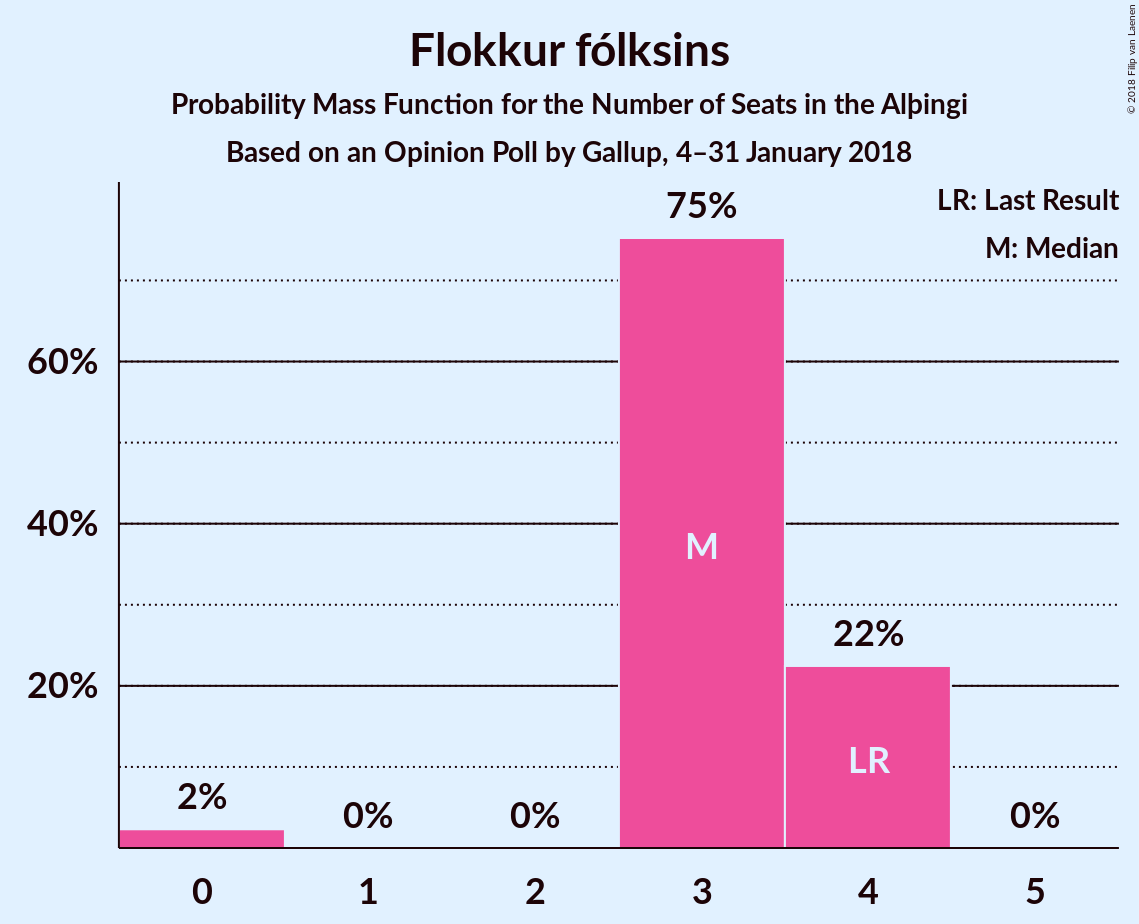 Flokkur fólksins
Probability Mass Function for the Number of Seats in the Alþingi
Based on an Opinion Poll by Gallup, 4–31 January 2018
© 2018 Filip van Laenen
LR: Last Result
M: Median
75%
60%
40%
M
22%
20%
LR
2%
0%
0%
0%
0 1 2 3 4 5